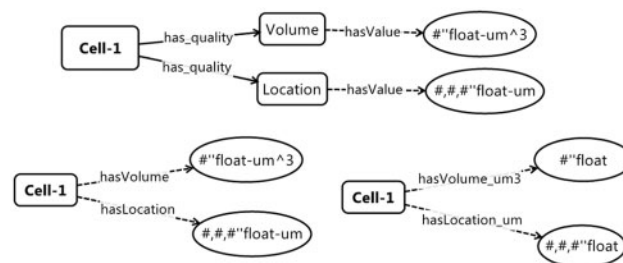 Cell-1
has_quality
Volume
hasValue
#"float-um^3
has_quality
Location
hasValue
#,#,#"float-um
Cell-1
hasVolume
#"float-um^3
hasLocation
#,#,#"float-um
Cell-1
hasVolume_um3
#"float
hasLocation_um
#,#,#"float